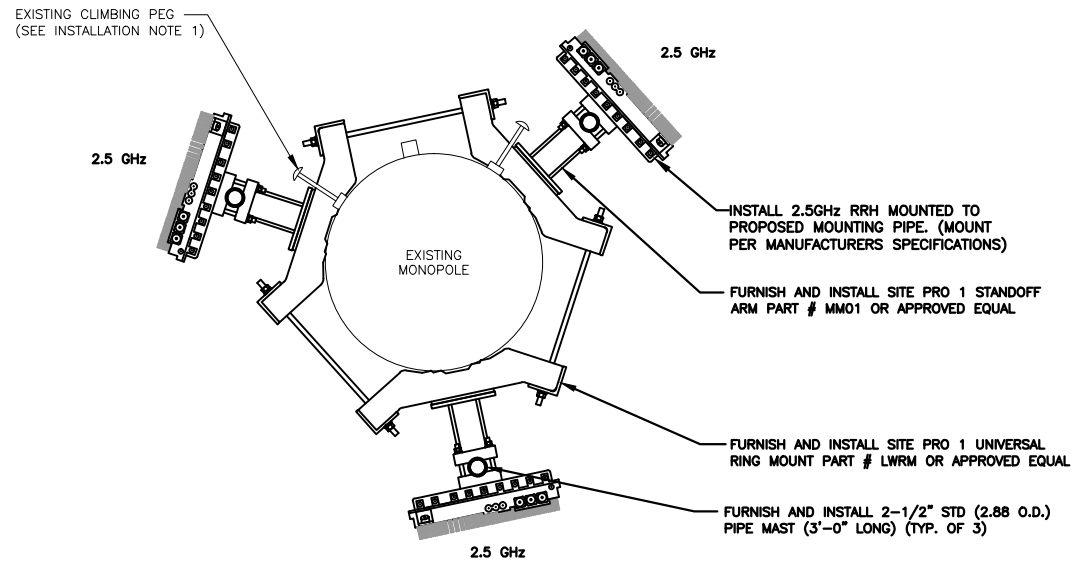 EXISTING CLIMBING PEG
(SEE INSTALLATION NOTE 1)
2.5 GHz
2.5 GHz
EXISTING
MONOPOLE
INSTALL 2.5GHz RRH MOUNTED TO
PROPOSED MOUNTING PIPE. (MOUNT
PER MANUFACTURERS SPECIFICATIONS)
FURNISH AND INSTALL SITE PRO 1 STANDOFF
ARM PART # MM01 OR APPROVED EQUAL
FURNISH AND INSTALL SITE PRO 1 UNIVERSAL
RING MOUNT PART # LWRM OR APPROVED EQUAL
FURNISH AND INSTALL 2-1/2" STD (2.88 O.D.)
PIPE MAST (3'-0" LONG) (TYP. OF 3)
2.5 GHz